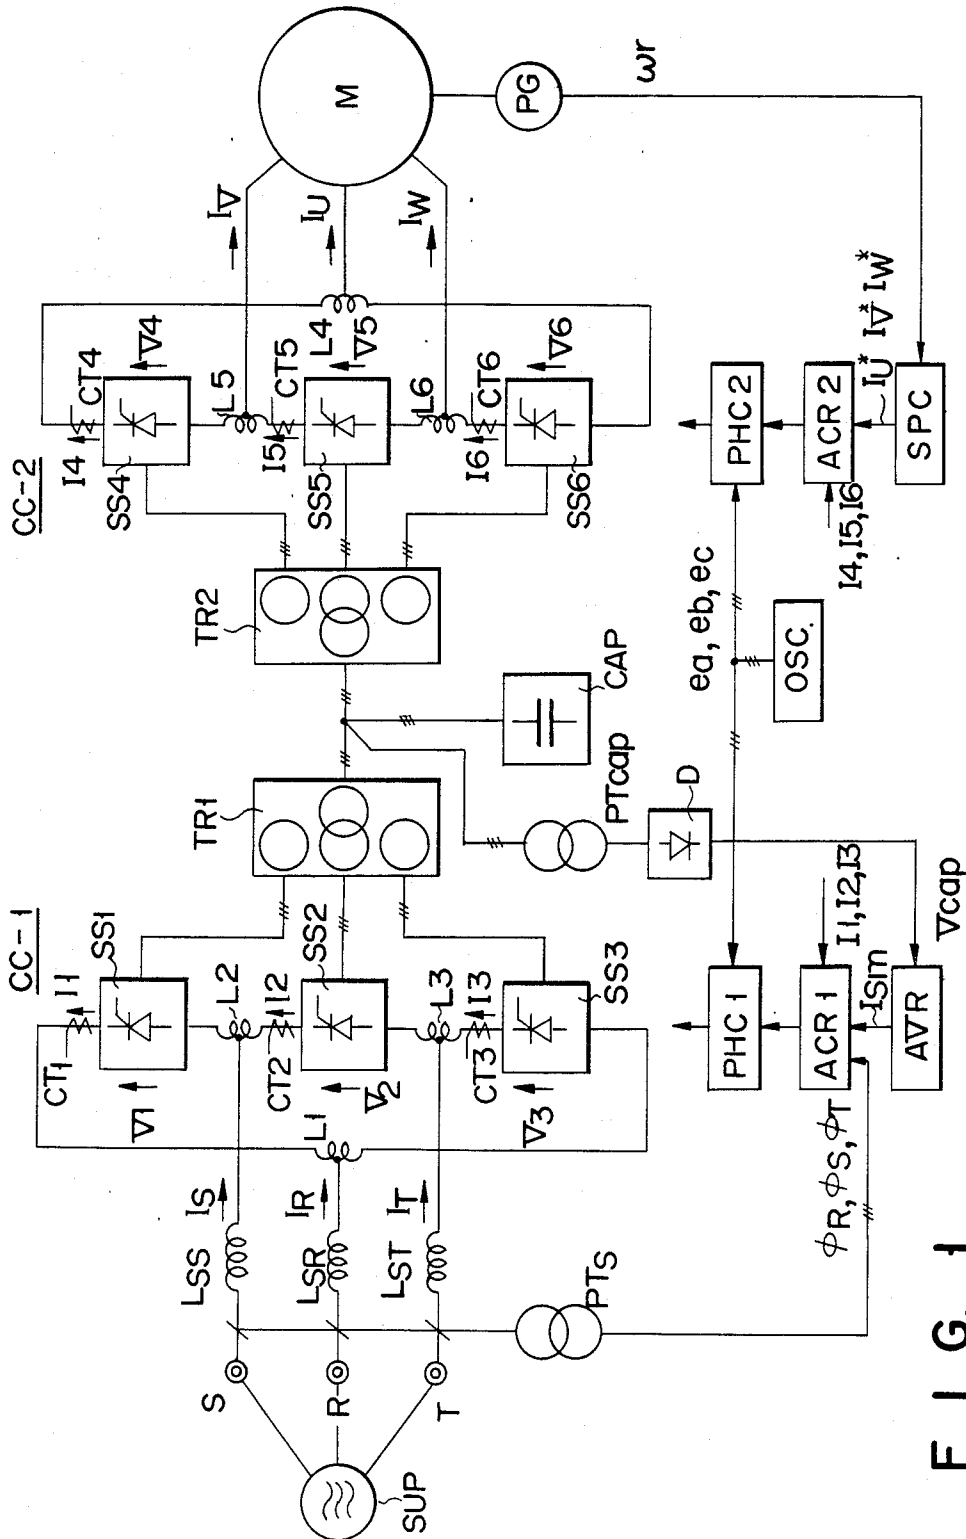 CC-1
CC-2
SUP
S
R
T
LSS
LSR
LST
IS
IR
IT
PTS
L1
V1
V2
V3
CT1
CT2
CT3
I1
I2
I3
SS1
SS2
SS3
L2
L3
TR1
TR2
CAP
PTcap
D
Vcap
SS4
SS5
SS6
I4
I5
I6
CT4
CT5
CT6
V4
V5
V6
L4
L5
L6
IV
IU
IW
M
PG
ωr
φR, φS, φT
PHC1
ACR1
I1, I2, I3
ISm
AVR
ea, eb, ec
OSC.
PHC2
ACR2
I4, I5, I6
IU* IV* IW*
SPC
FIG. 1